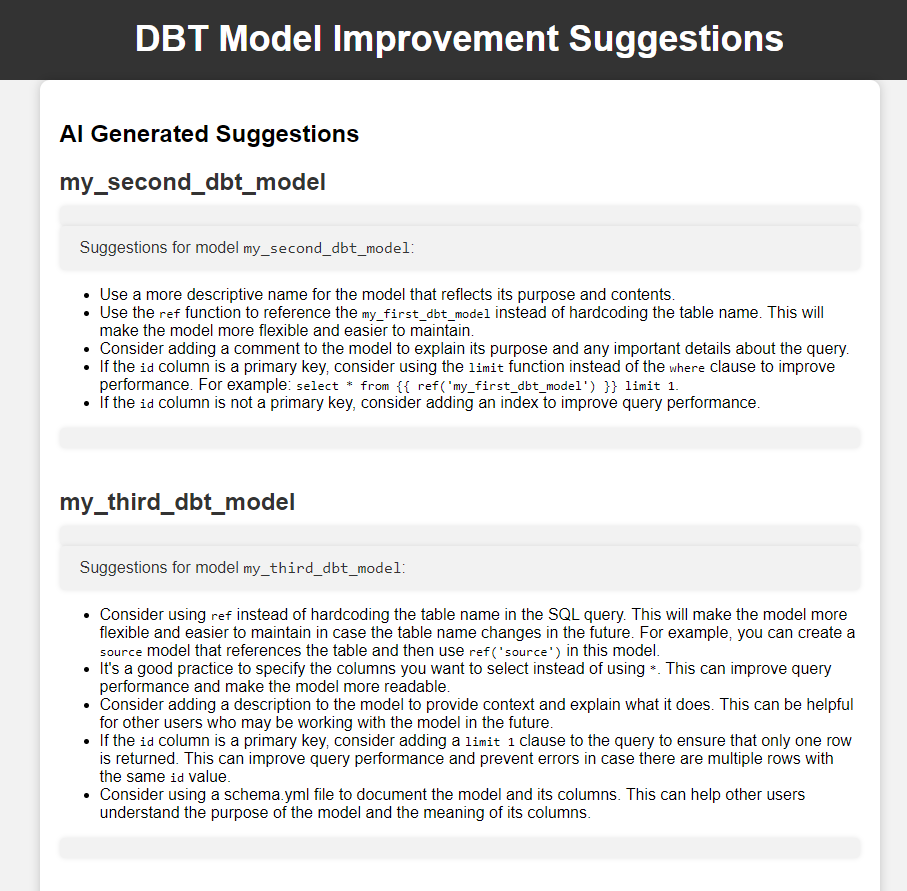 DBT Model Improvement Suggestions
AI Generated Suggestions
my_second_dbt_model
Suggestions for model my_second_dbt_model:
• Use a more descriptive name for the model that reflects its purpose and contents.
• Use the ref function to reference the my_first_dbt_model instead of hardcoding the table name. This will
make the model more flexible and easier to maintain.
• Consider adding a comment to the model to explain its purpose and any important details about the query.
• If the id column is a primary key, consider using the limit function instead of the where clause to improve
performance. For example: select * from {{ ref('my_first_dbt_model') }} limit 1.
• If the id column is not a primary key, consider adding an index to improve query performance.
my_third_dbt_model
Suggestions for model my_third_dbt_model:
• Consider using ref instead of hardcoding the table name in the SQL query. This will make the model more
flexible and easier to maintain in case the table name changes in the future. For example, you can create a
source model that references the table and then use ref('source') in this model.
• It's a good practice to specify the columns you want to select instead of using *. This can improve query
performance and make the model more readable.
• Consider adding a description to the model to provide context and explain what it does. This can be helpful
for other users who may be working with the model in the future.
• If the id column is a primary key, consider adding a limit 1 clause to the query to ensure that only one row
is returned. This can improve query performance and prevent errors in case there are multiple rows with
the same id value.
• Consider using a schema.yml file to document the model and its columns. This can help other users
understand the purpose of the model and the meaning of its columns.